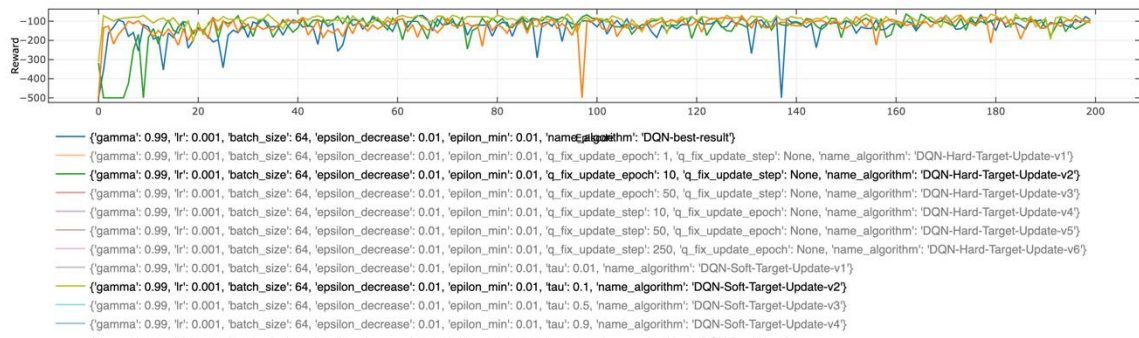 −100
−200
−300
−400
−500
Reward
0 20 40 60 80 100 120 140 160 180 200
{'gamma': 0.99, 'lr': 0.001, 'batch_size': 64, 'epsilon_decrease': 0.01, 'epilon_min': 0.01, 'name_algorithm': 'DQN-best-result'}
{'gamma': 0.99, 'lr': 0.001, 'batch_size': 64, 'epsilon_decrease': 0.01, 'epilon_min': 0.01, 'q_fix_update_epoch': 1, 'q_fix_update_step': None, 'name_algorithm': 'DQN-Hard-Target-Update-v1'}
{'gamma': 0.99, 'lr': 0.001, 'batch_size': 64, 'epsilon_decrease': 0.01, 'epilon_min': 0.01, 'q_fix_update_epoch': 10, 'q_fix_update_step': None, 'name_algorithm': 'DQN-Hard-Target-Update-v2'}
{'gamma': 0.99, 'lr': 0.001, 'batch_size': 64, 'epsilon_decrease': 0.01, 'epilon_min': 0.01, 'q_fix_update_epoch': 50, 'q_fix_update_step': None, 'name_algorithm': 'DQN-Hard-Target-Update-v3'}
{'gamma': 0.99, 'lr': 0.001, 'batch_size': 64, 'epsilon_decrease': 0.01, 'epilon_min': 0.01, 'q_fix_update_step': 10, 'q_fix_update_epoch': None, 'name_algorithm': 'DQN-Hard-Target-Update-v4'}
{'gamma': 0.99, 'lr': 0.001, 'batch_size': 64, 'epsilon_decrease': 0.01, 'epilon_min': 0.01, 'q_fix_update_step': 50, 'q_fix_update_epoch': None, 'name_algorithm': 'DQN-Hard-Target-Update-v5'}
{'gamma': 0.99, 'lr': 0.001, 'batch_size': 64, 'epsilon_decrease': 0.01, 'epilon_min': 0.01, 'q_fix_update_step': 250, 'q_fix_update_epoch': None, 'name_algorithm': 'DQN-Hard-Target-Update-v6'}
{'gamma': 0.99, 'lr': 0.001, 'batch_size': 64, 'epsilon_decrease': 0.01, 'epilon_min': 0.01, 'tau': 0.01, 'name_algorithm': 'DQN-Soft-Target-Update-v1'}
{'gamma': 0.99, 'lr': 0.001, 'batch_size': 64, 'epsilon_decrease': 0.01, 'epilon_min': 0.01, 'tau': 0.1, 'name_algorithm': 'DQN-Soft-Target-Update-v2'}
{'gamma': 0.99, 'lr': 0.001, 'batch_size': 64, 'epsilon_decrease': 0.01, 'epilon_min': 0.01, 'tau': 0.5, 'name_algorithm': 'DQN-Soft-Target-Update-v3'}
{'gamma': 0.99, 'lr': 0.001, 'batch_size': 64, 'epsilon_decrease': 0.01, 'epilon_min': 0.01, 'tau': 0.9, 'name_algorithm': 'DQN-Soft-Target-Update-v4'}